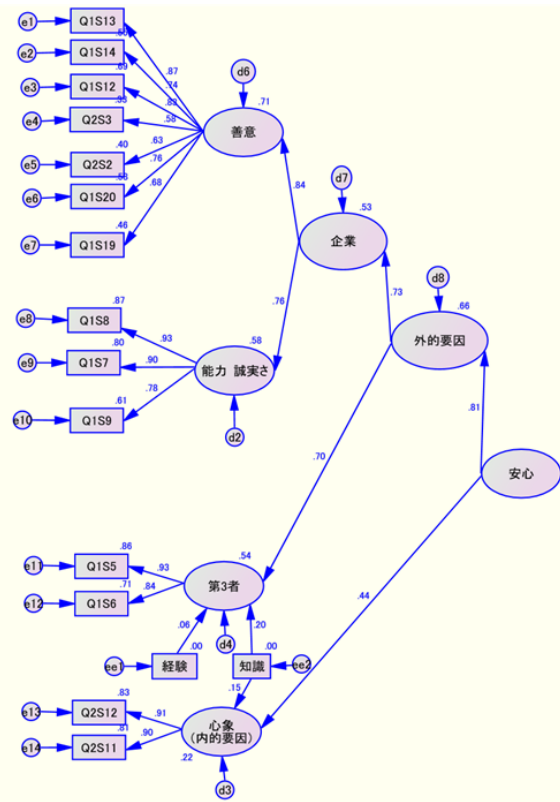 e1
Q1S13
e2
Q1S14
.69
e3
Q1S12
e4
Q2S3
.40
e5
Q2S2
e6
Q1S20
.46
e7
Q1S19
.87
.74
.58
.63
.76
.68
d6
.71
善意
.84
d7
.53
企業
.76
.73
d8
.66
外的要因
.87
e8
Q1S8
.80
e9
Q1S7
.61
e10
Q1S9
.93
.90
.78
.58
能力 誠実さ
d2
.81
安心
.70
.44
.86
e11
Q1S5
.71
e12
Q1S6
.93
.84
.54
第3者
d4
.06
.20
ee1
.00
経験
.00
知識
ee2
.15
.83
e13
Q2S12
.81
e14
Q2S11
.91
.90
心象
(内的要因)
.22
d3